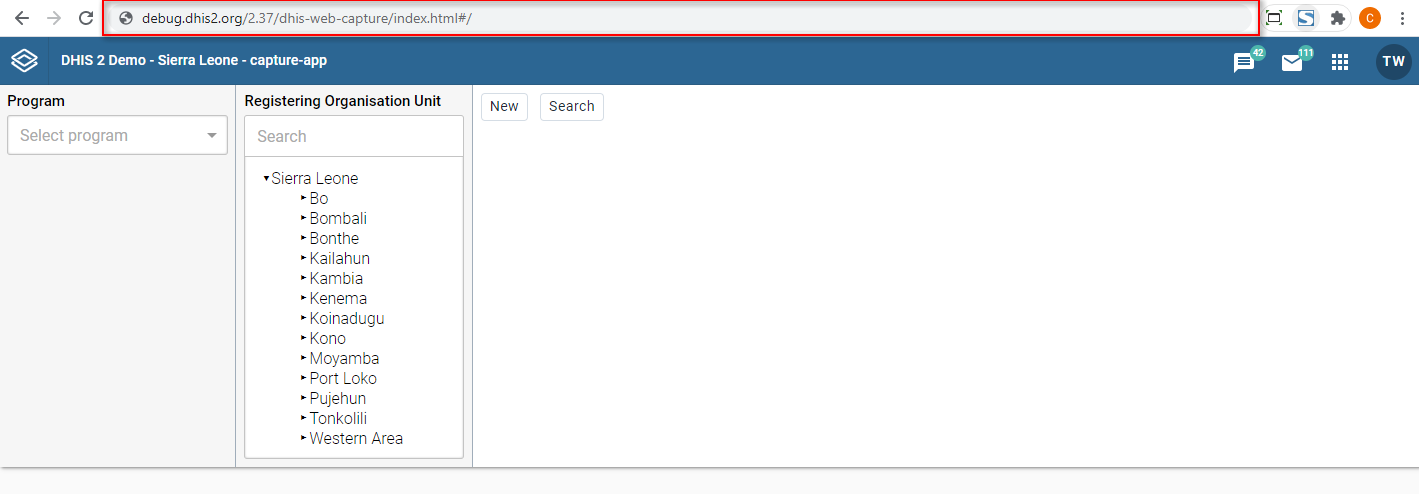 debug.dhis2.org/2.37/dhis-web-capture/index.html#/
C
DHIS 2 Demo - Sierra Leone - capture-app
42
111
TW
Program
Select program
Registering Organisation Unit
Search
Sierra Leone
Bo
Bombali
Bonthe
Kailahun
Kambia
Kenema
Koinadugu
Kono
Moyamba
Port Loko
Pujehun
Tonkolili
Western Area
New
Search